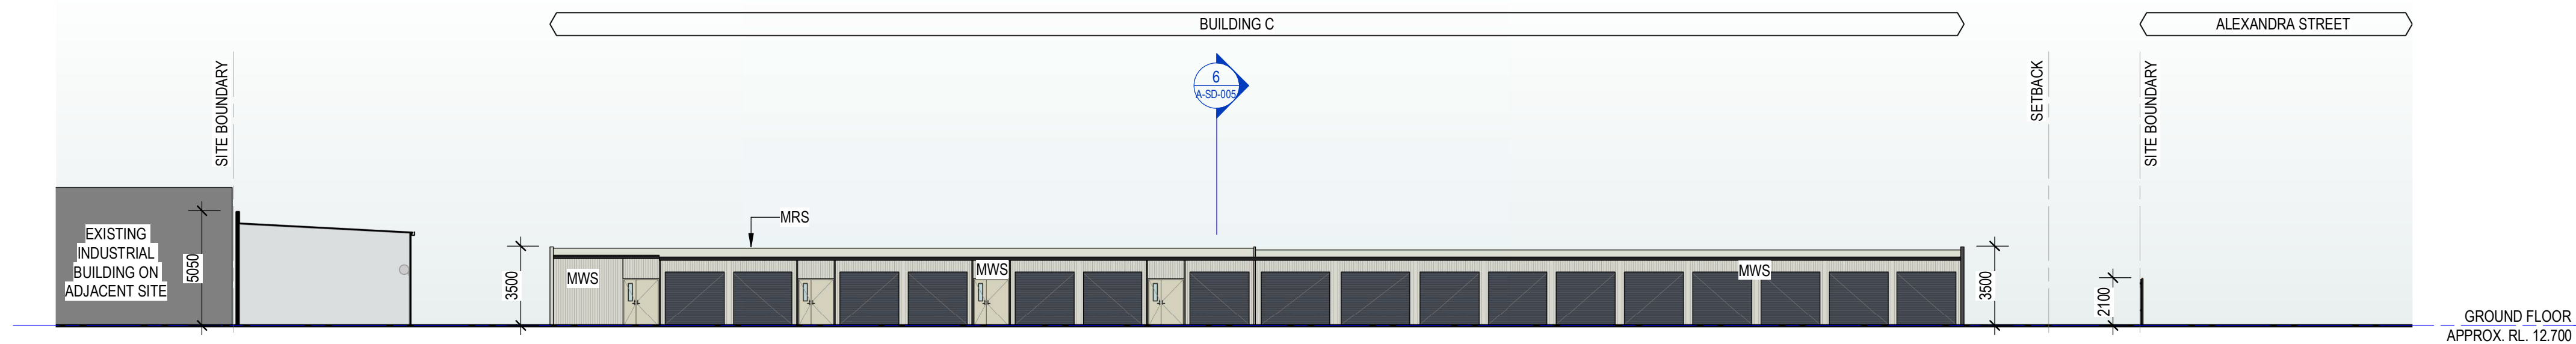 BUILDING C
ALEXANDRA STREET
SITE BOUNDARY
6
A-SD-005
SETBACK
SITE BOUNDARY
MRS
EXISTING
INDUSTRIAL
BUILDING ON
ADJACENT SITE
5050
3500
MWS
MWS
MWS
3500
2100
GROUND FLOOR
APPROX. RL. 12.700